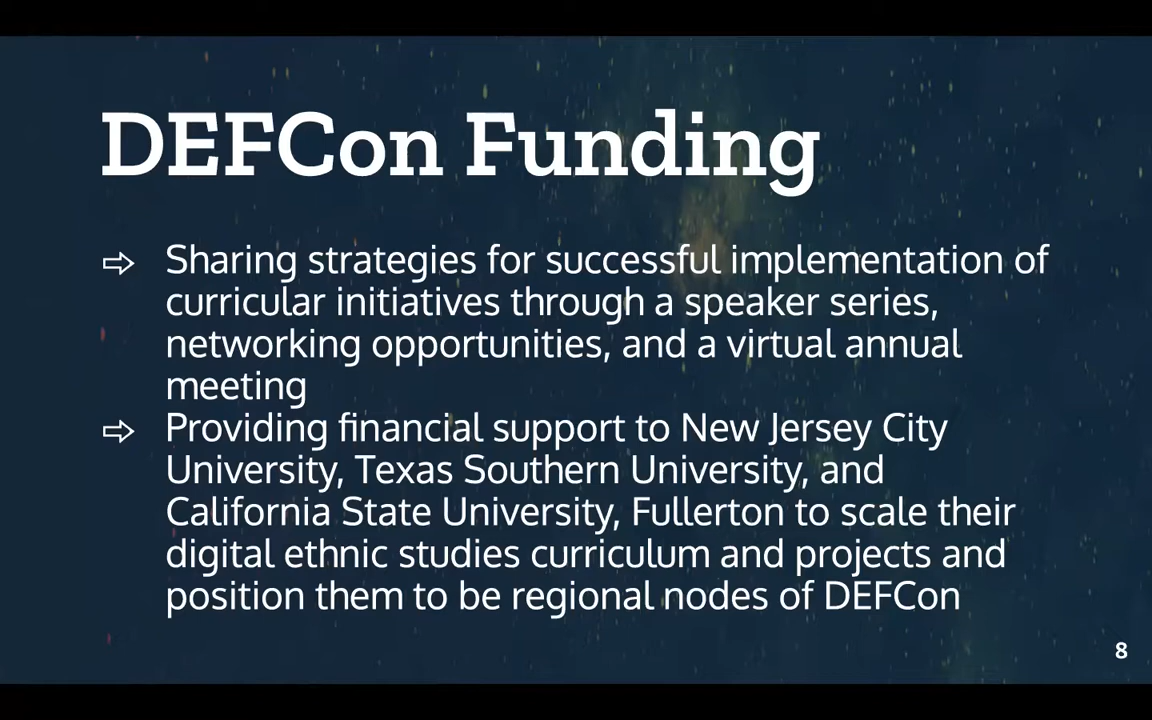 DEFCon Funding
⇨ Sharing strategies for successful implementation of
curricular initiatives through a speaker series,
networking opportunities, and a virtual annual
meeting
⇨ Providing financial support to New Jersey City
University, Texas Southern University, and
California State University, Fullerton to scale their
digital ethnic studies curriculum and projects and
position them to be regional nodes of DEFCon
8